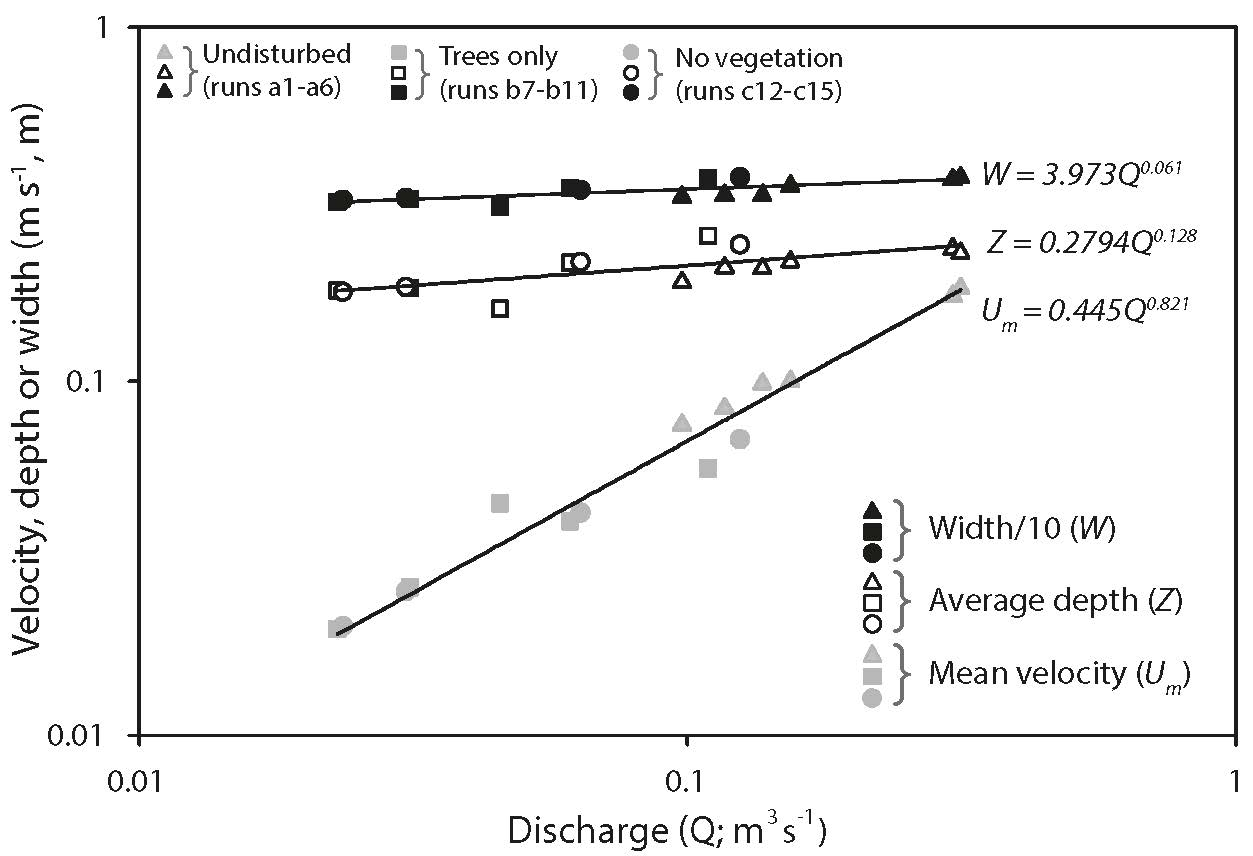 1
Undisturbed
(runs a1-a6)
Trees only
(runs b7-b11)
No vegetation
(runs c12-c15)
W = 3.973Q^0.061
Z = 0.2794Q^0.128
U_m = 0.445Q^0.821
Velocity, depth or width (m s^-1, m)
0.1
Width/10 (W)
Average depth (Z)
Mean velocity (U_m)
0.01
0.01
0.1
1
Discharge (Q; m^3 s^-1)